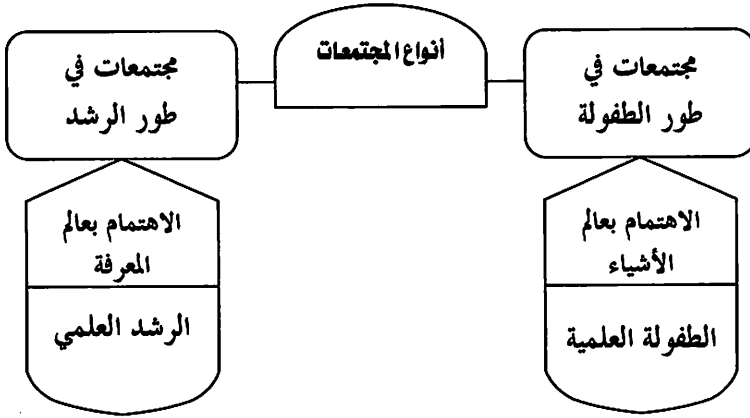 أنواع المجتمعات
مجتمعات في
طور الطفولة
الاهتمام بعالم
الأشياء
الطفولة العلمية
مجتمعات في
طور الرشد
الاهتمام بعالم
المعرفة
الرشد العلمي